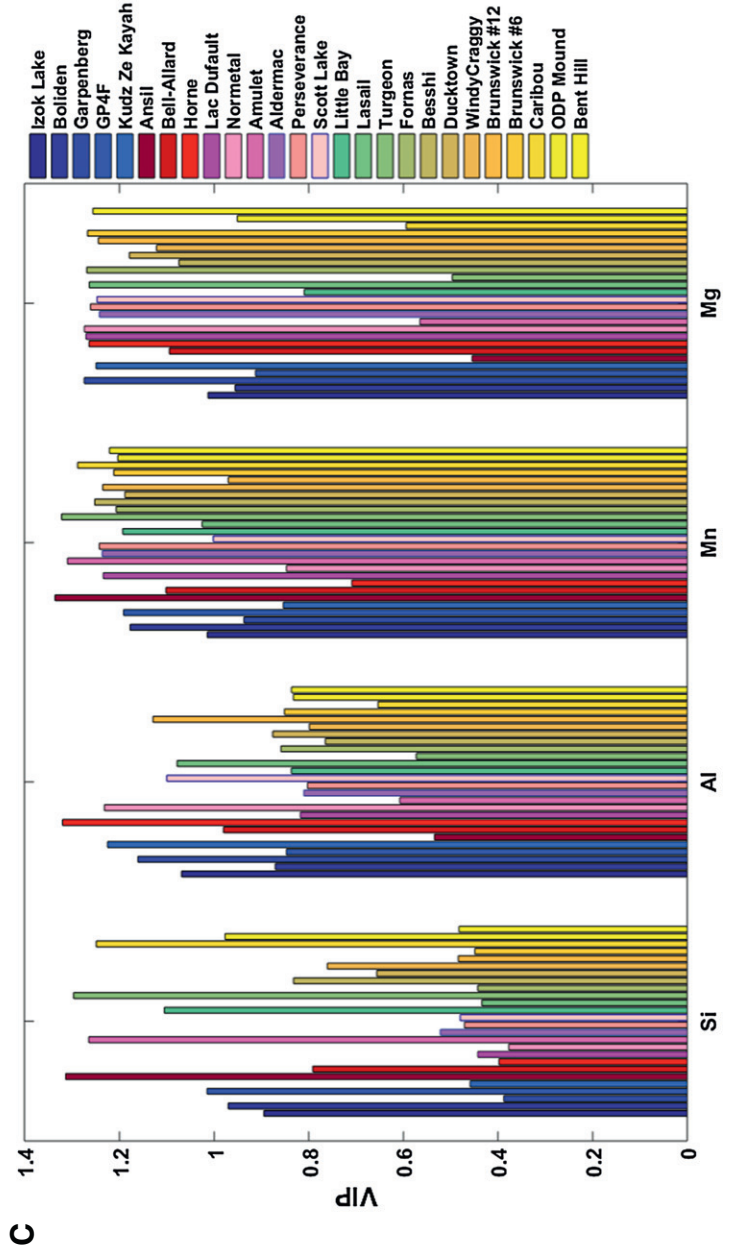 C
VIP
1.4
1.2
1
0.8
0.6
0.4
0.2
0
Si
Al
Mn
Mg
Izok Lake
Boliden
Garpenberg
GP4F
Kudz Ze Kayah
Ansil
Bell-Allard
Horne
Lac Dufault
Normetal
Amulet
Aldermac
Perseverance
Scott Lake
Little Bay
Lasail
Turgeon
Fornas
Besshi
Ducktown
WindyCraggy
Brunswick #12
Brunswick #6
Caribou
ODP Mound
Bent Hill